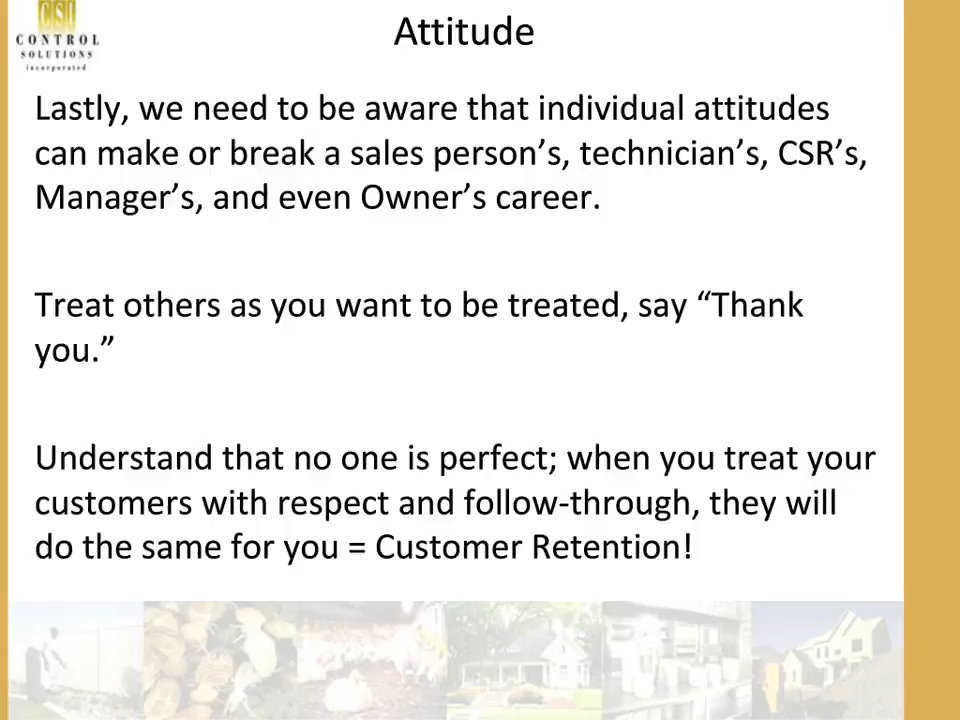 CSI
CONTROL
SOLUTIONS
incorporated
Attitude
Lastly, we need to be aware that individual attitudes
can make or break a sales person’s, technician’s, CSR’s,
Manager’s, and even Owner’s career.
Treat others as you want to be treated, say “Thank
you.”
Understand that no one is perfect; when you treat your
customers with respect and follow-through, they will
do the same for you = Customer Retention!